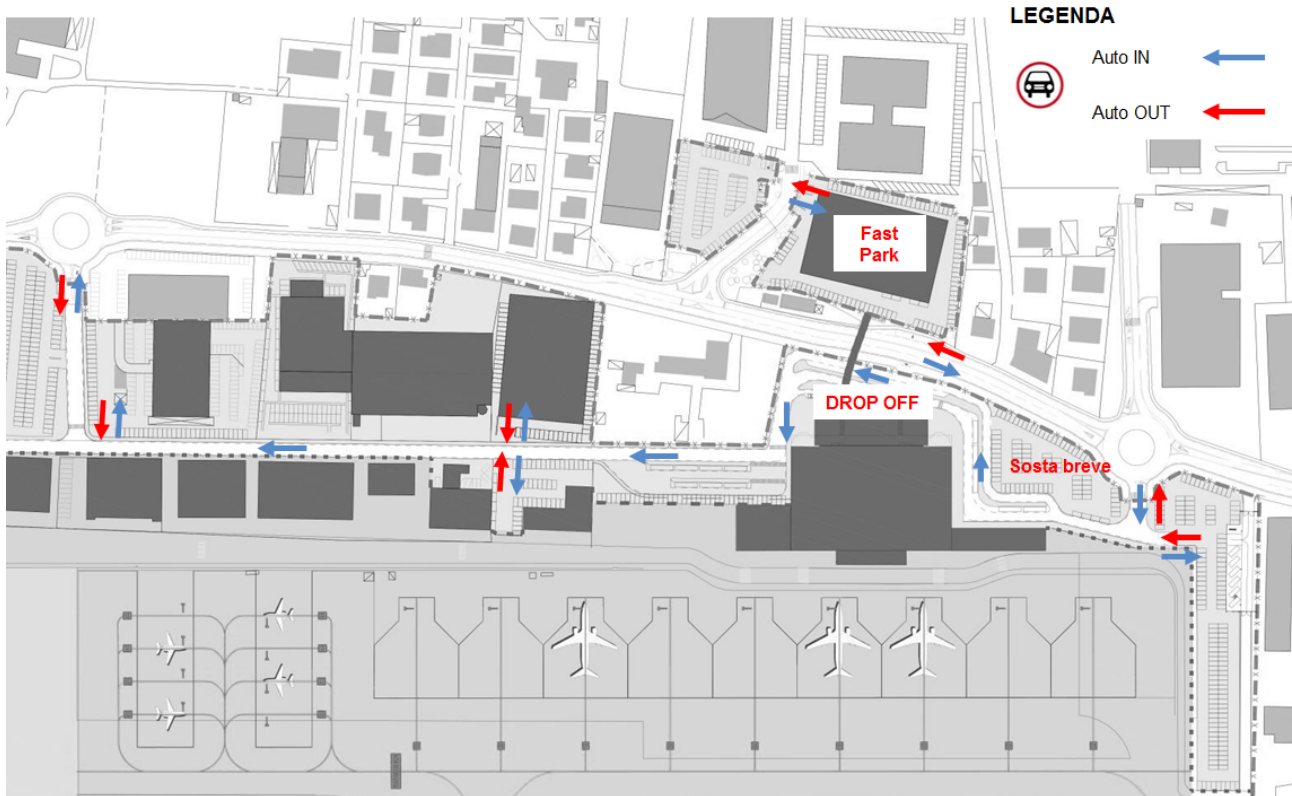 LEGENDA
Auto IN
Auto OUT
Fast
Park
DROP OFF
Sosta breve